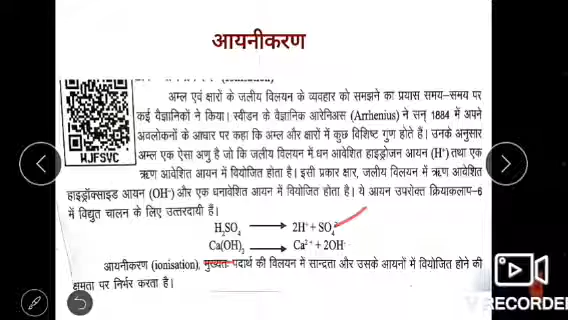 आयनीकरण
(ionisation)
अम्ल एवं क्षारों के जलीय विलयन के व्यवहार को समझने का प्रयास समय–समय पर
कई वैज्ञानिकों ने किया। स्वीडन के वैज्ञानिक आरेनिअस (Arrhenius) ने सन् 1884 में अपने
अवलोकनों के आधार पर कहा कि अम्ल और क्षारों में कुछ विशिष्ट गुण होते हैं। उनके अनुसार
अम्ल एक ऐसा अणु है जो कि जलीय विलयन में धन आवेशित हाइड्रोजन आयन (H⁺) तथा एक
ऋण आवेशित आयन में वियोजित होता है। इसी प्रकार क्षार, जलीय विलयन में ऋण आवेशित
हाइड्रॉक्साइड आयन (OH⁻) और एक धनावेशित आयन में वियोजित होता है। ये आयन उपरोक्त क्रियाकलाप–6
में विद्युत चालन के लिए उत्तरदायी हैं।
H₂SO₄ ⟶ 2H⁺ + SO₄²⁻
Ca(OH)₂ ⟶ Ca²⁺ + 2OH⁻
आयनीकरण (ionisation), मुख्यतः पदार्थ की विलयन में सान्द्रता और उसके आयनों में वियोजित होने की
क्षमता पर निर्भर करता है।
WJFSVC
V RECORDER